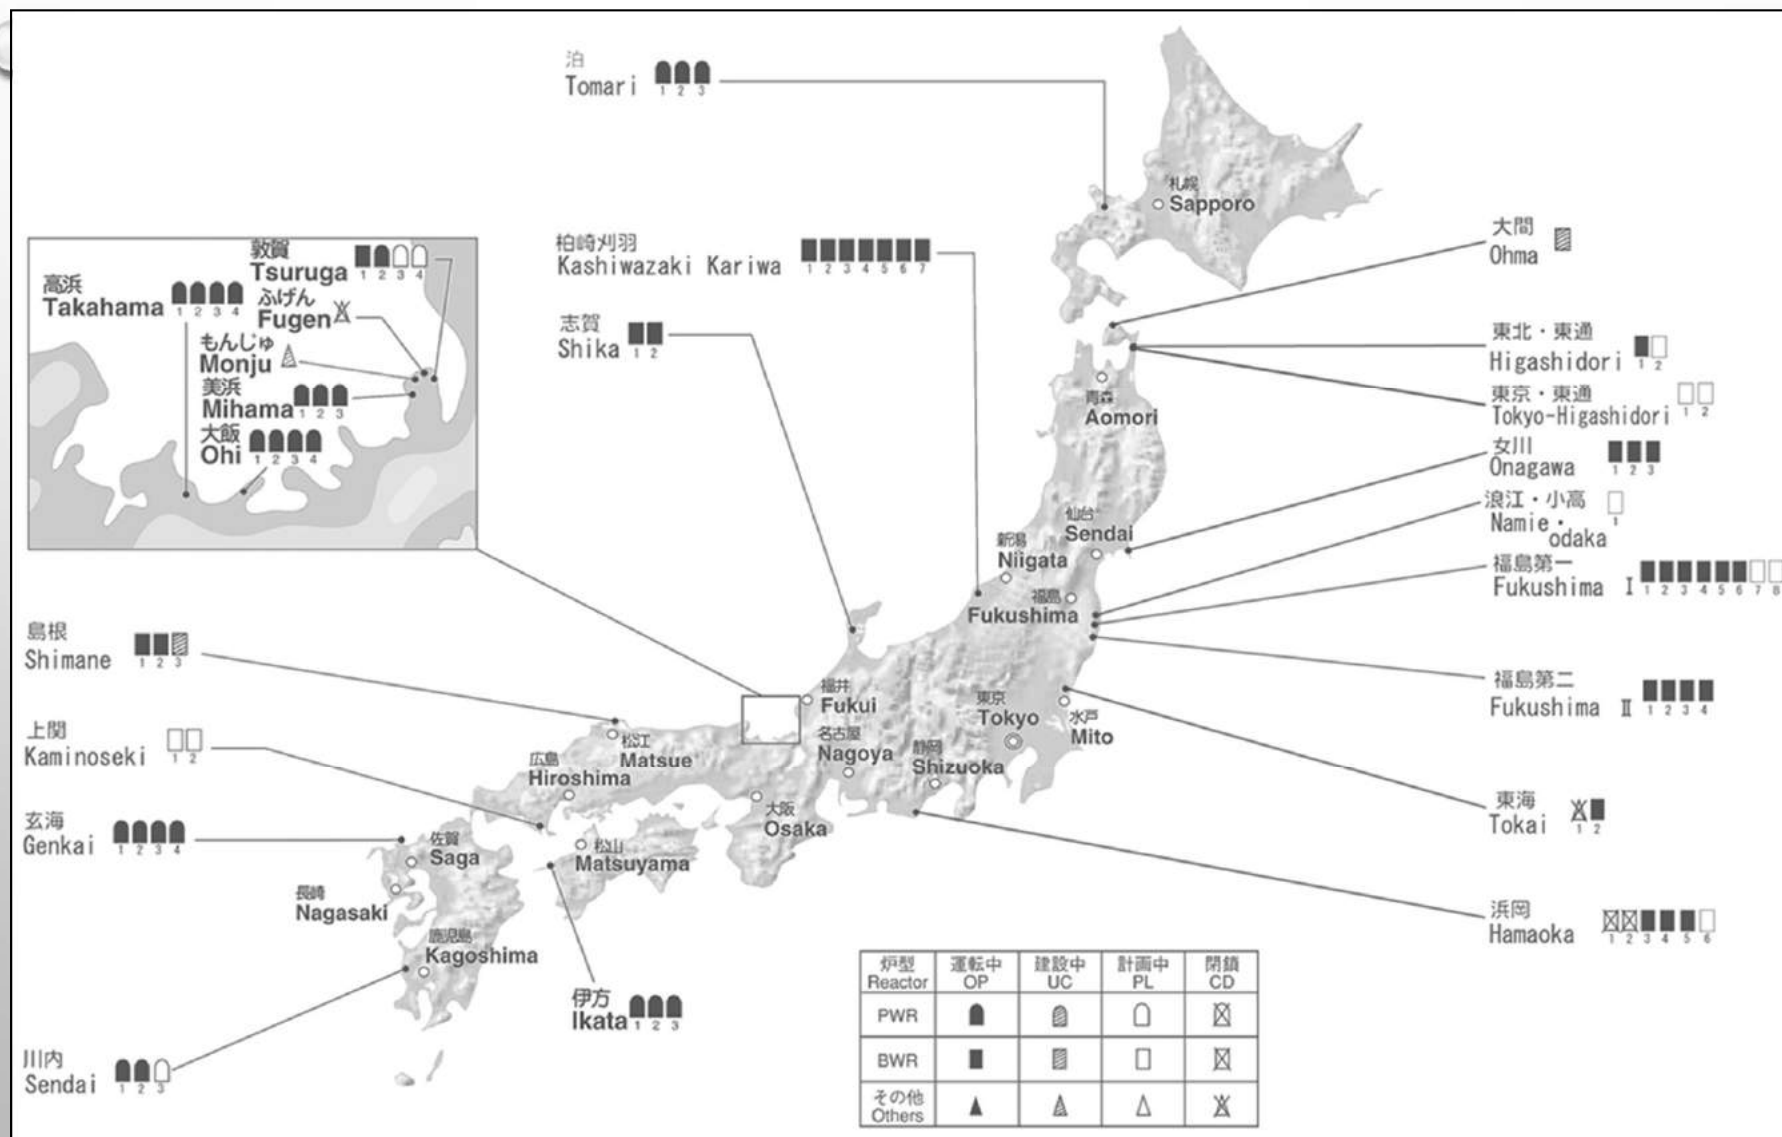 泊
Tomari
1 2 3
札幌
Sapporo
大間
Ohma
柏崎刈羽
Kashiwazaki Kariwa
1 2 3 4 5 6 7
敦賀
Tsuruga
1 2 3 4
高浜
Takahama
1 2 3 4
ふげん
Fugen
もんじゅ
Monju
美浜
Mihama
1 2 3
大飯
Ohi
1 2 3 4
志賀
Shika
1 2
東北・東通
Higashidori
1 2
東京・東通
Tokyo-Higashidori
1 2
青森
Aomori
女川
Onagawa
1 2 3
浪江・小高
Namie・
odaka
1
仙台
Sendai
新潟
Niigata
福島
Fukushima
福島第一
Fukushima Ⅰ
1 2 3 4 5 6 7 8
福島第二
Fukushima Ⅱ
1 2 3 4
島根
Shimane
1 2 3
福井
Fukui
東京
Tokyo
水戸
Mito
上関
Kaminoseki
1 2
松江
Matsue
名古屋
Nagoya
静岡
Shizuoka
広島
Hiroshima
大阪
Osaka
東海
Tokai
1 2
玄海
Genkai
1 2 3 4
佐賀
Saga
松山
Matsuyama
長崎
Nagasaki
浜岡
Hamaoka
1 2 3 4 5 6
鹿児島
Kagoshima
伊方
Ikata
1 2 3
川内
Sendai
1 2 3
炉型 運転中 建設中 計画中 閉鎖
Reactor OP UC PL CD
PWR
BWR
その他
Others